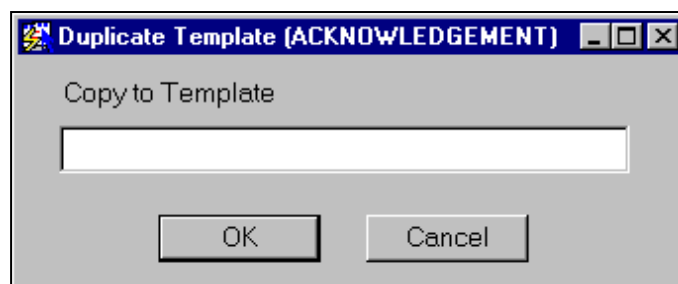 Duplicate Template (ACKNOWLEDGEMENT)
Copy to Template
OK Cancel